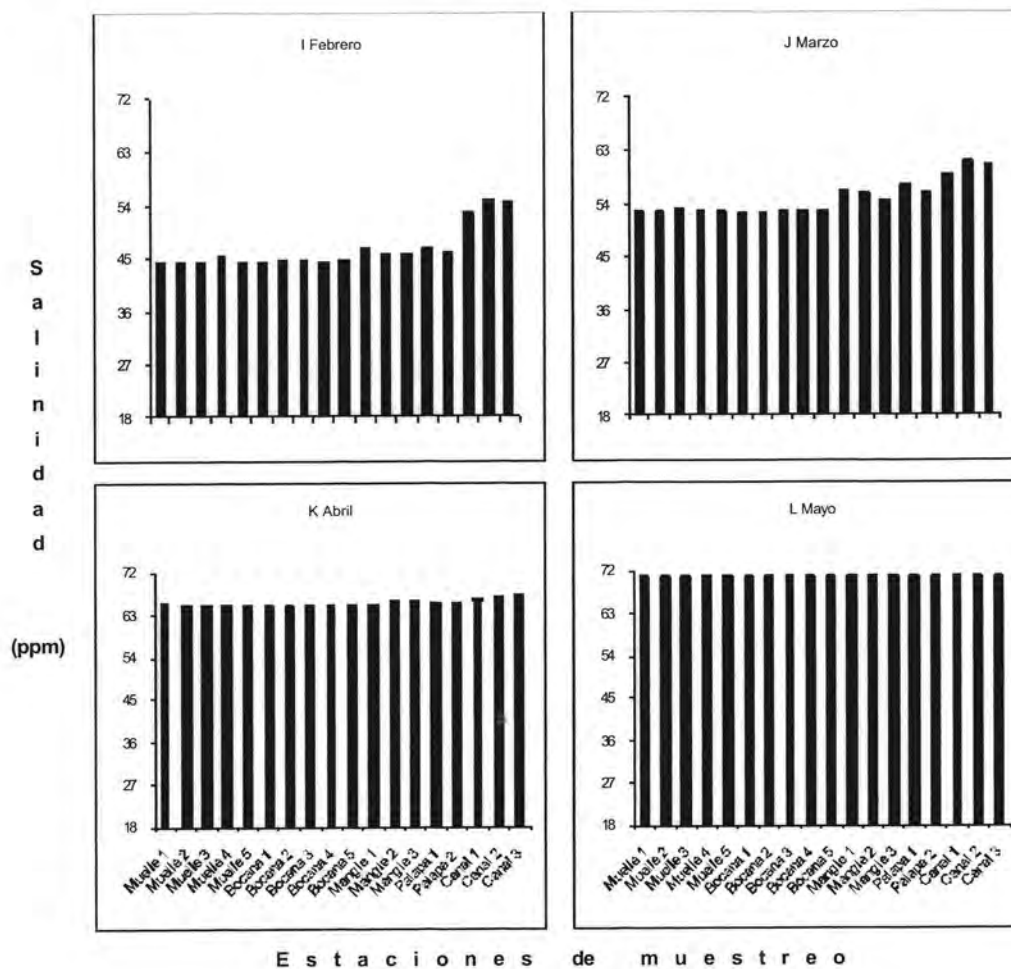 I Febrero
72
63
54
45
36
27
18
J Marzo
72
63
54
45
36
27
18
Salinidad
(ppm)
K Abril
72
63
54
45
36
27
18
Muelle 1
Muelle 2
Muelle 3
Muelle 4
Muelle 5
Bocana 1
Bocana 2
Bocana 3
Bocana 4
Bocana 5
Mangle 1
Mangle 2
Mangle 3
Palapa 1
Palapa 2
Canal 1
Canal 2
Canal 3
L Mayo
72
63
54
45
36
27
18
Muelle 1
Muelle 2
Muelle 3
Muelle 4
Muelle 5
Bocana 1
Bocana 2
Bocana 3
Bocana 4
Bocana 5
Mangle 1
Mangle 2
Mangle 3
Palapa 1
Palapa 2
Canal 1
Canal 2
Canal 3
Estaciones de muestreo